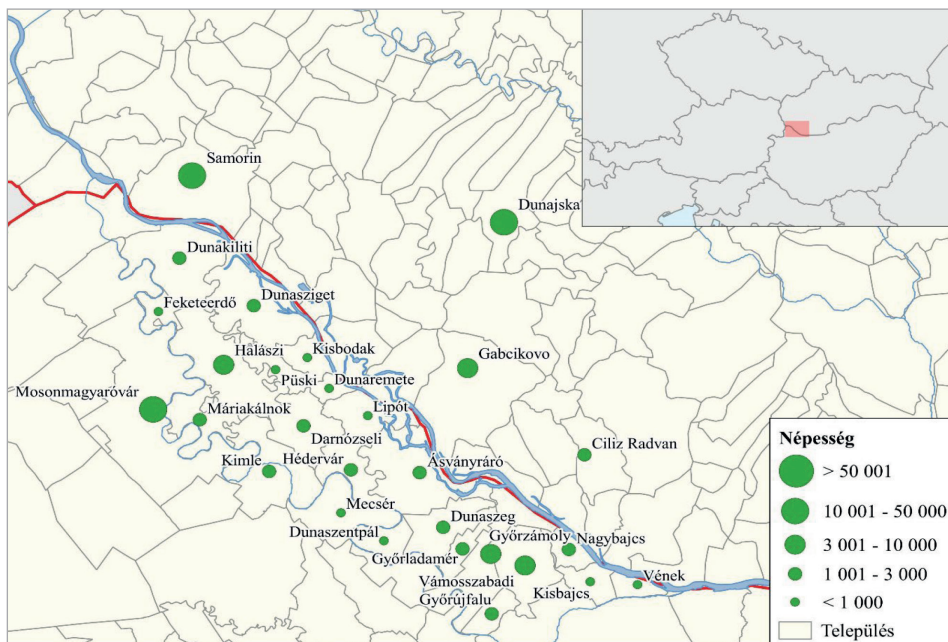 Samorin
Dunajska
Dunakiliti
Feketeerdő
Dunasziget
Halászi
Kisbodak
Püski
Dunaremete
Gabcikovo
Mosonmagyaróvár
Máriakálnok
Lipót
Darnózseli
Ciliz Radvan
Kimle
Hédervár
Ásványráró
Mecsér
Dunaszentpál
Dunaszeg
Győrzámoly
Nagybajcs
Győrladamér
Vámosszabadi
Kisbajcs
Vének
Győrújfalu
Népesség
> 50 001
10 001 - 50 000
3 001 - 10 000
1 001 - 3 000
< 1 000
Település